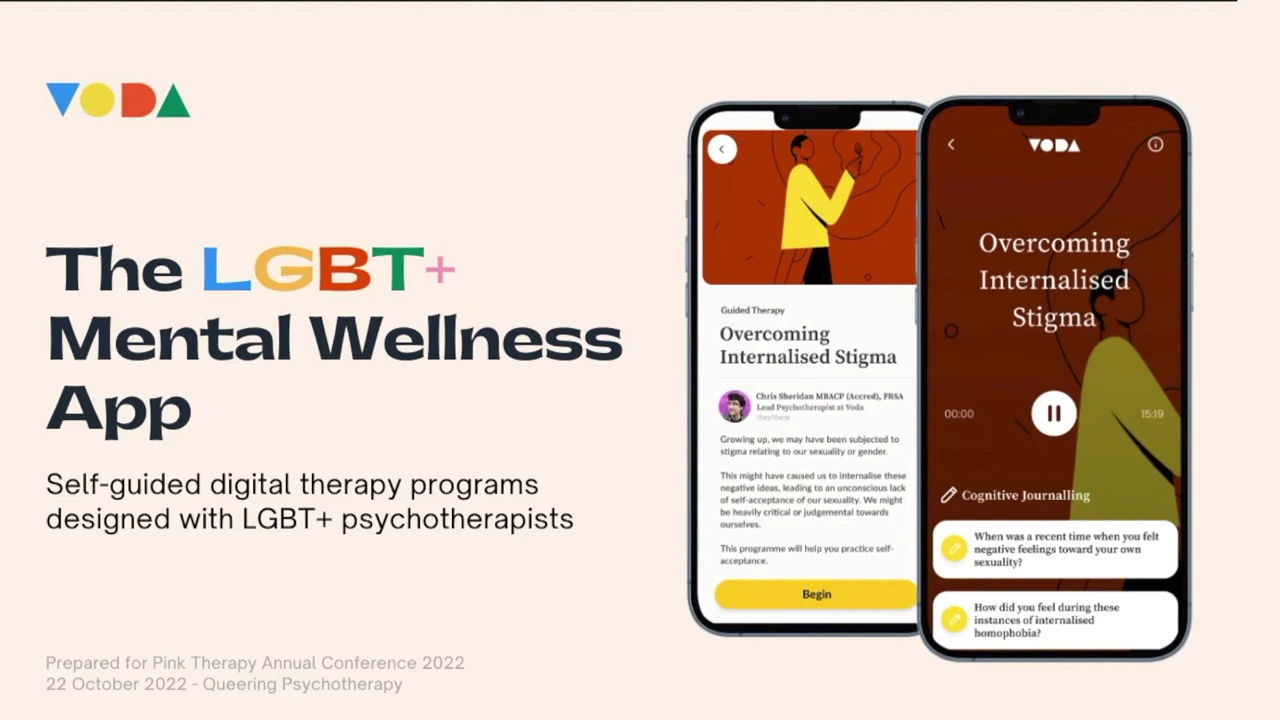 VODA
The LGBT+
Mental Wellness
App
Self-guided digital therapy programs
designed with LGBT+ psychotherapists
Prepared for Pink Therapy Annual Conference 2022
22 October 2022 - Queering Psychotherapy
Guided Therapy
Overcoming
Internalised Stigma
Chris Sheridan MBACP (Accred), FRSA
Lead Psychotherapist at Voda
they/them
Growing up, we may have been subjected to
stigma relating to our sexuality or gender.
This might have caused us to internalise these
negative ideas, leading to an unconscious lack
of self-acceptance of our sexuality. We might
be heavily critical or judgemental towards
ourselves.
This programme will help you practice self-
acceptance.
Begin
VODA
Overcoming
Internalised
Stigma
00:00
15:19
Cognitive Journalling
When was a recent time when you felt
negative feelings toward your own
sexuality?
How did you feel during these
instances of internalised
homophobia?